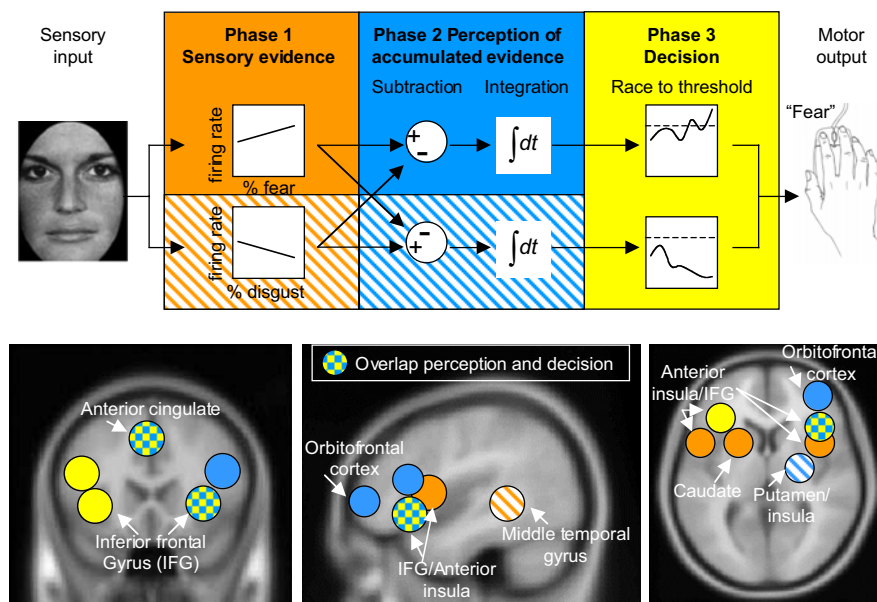 Sensory
input
Phase 1
Sensory evidence
Phase 2 Perception of
accumulated evidence
Phase 3
Decision
Motor
output
Subtraction
Integration
Race to threshold
firing rate
% fear
+
-
∫dt
"Fear"
firing rate
% disgust
-
+
∫dt
Overlap perception and decision
Anterior cingulate
Inferior frontal
Gyrus (IFG)
Orbitofrontal
cortex
IFG/Anterior
insula
Middle temporal
gyrus
Orbitofrontal
cortex
Anterior
insula/IFG
Caudate
Putamen/
insula